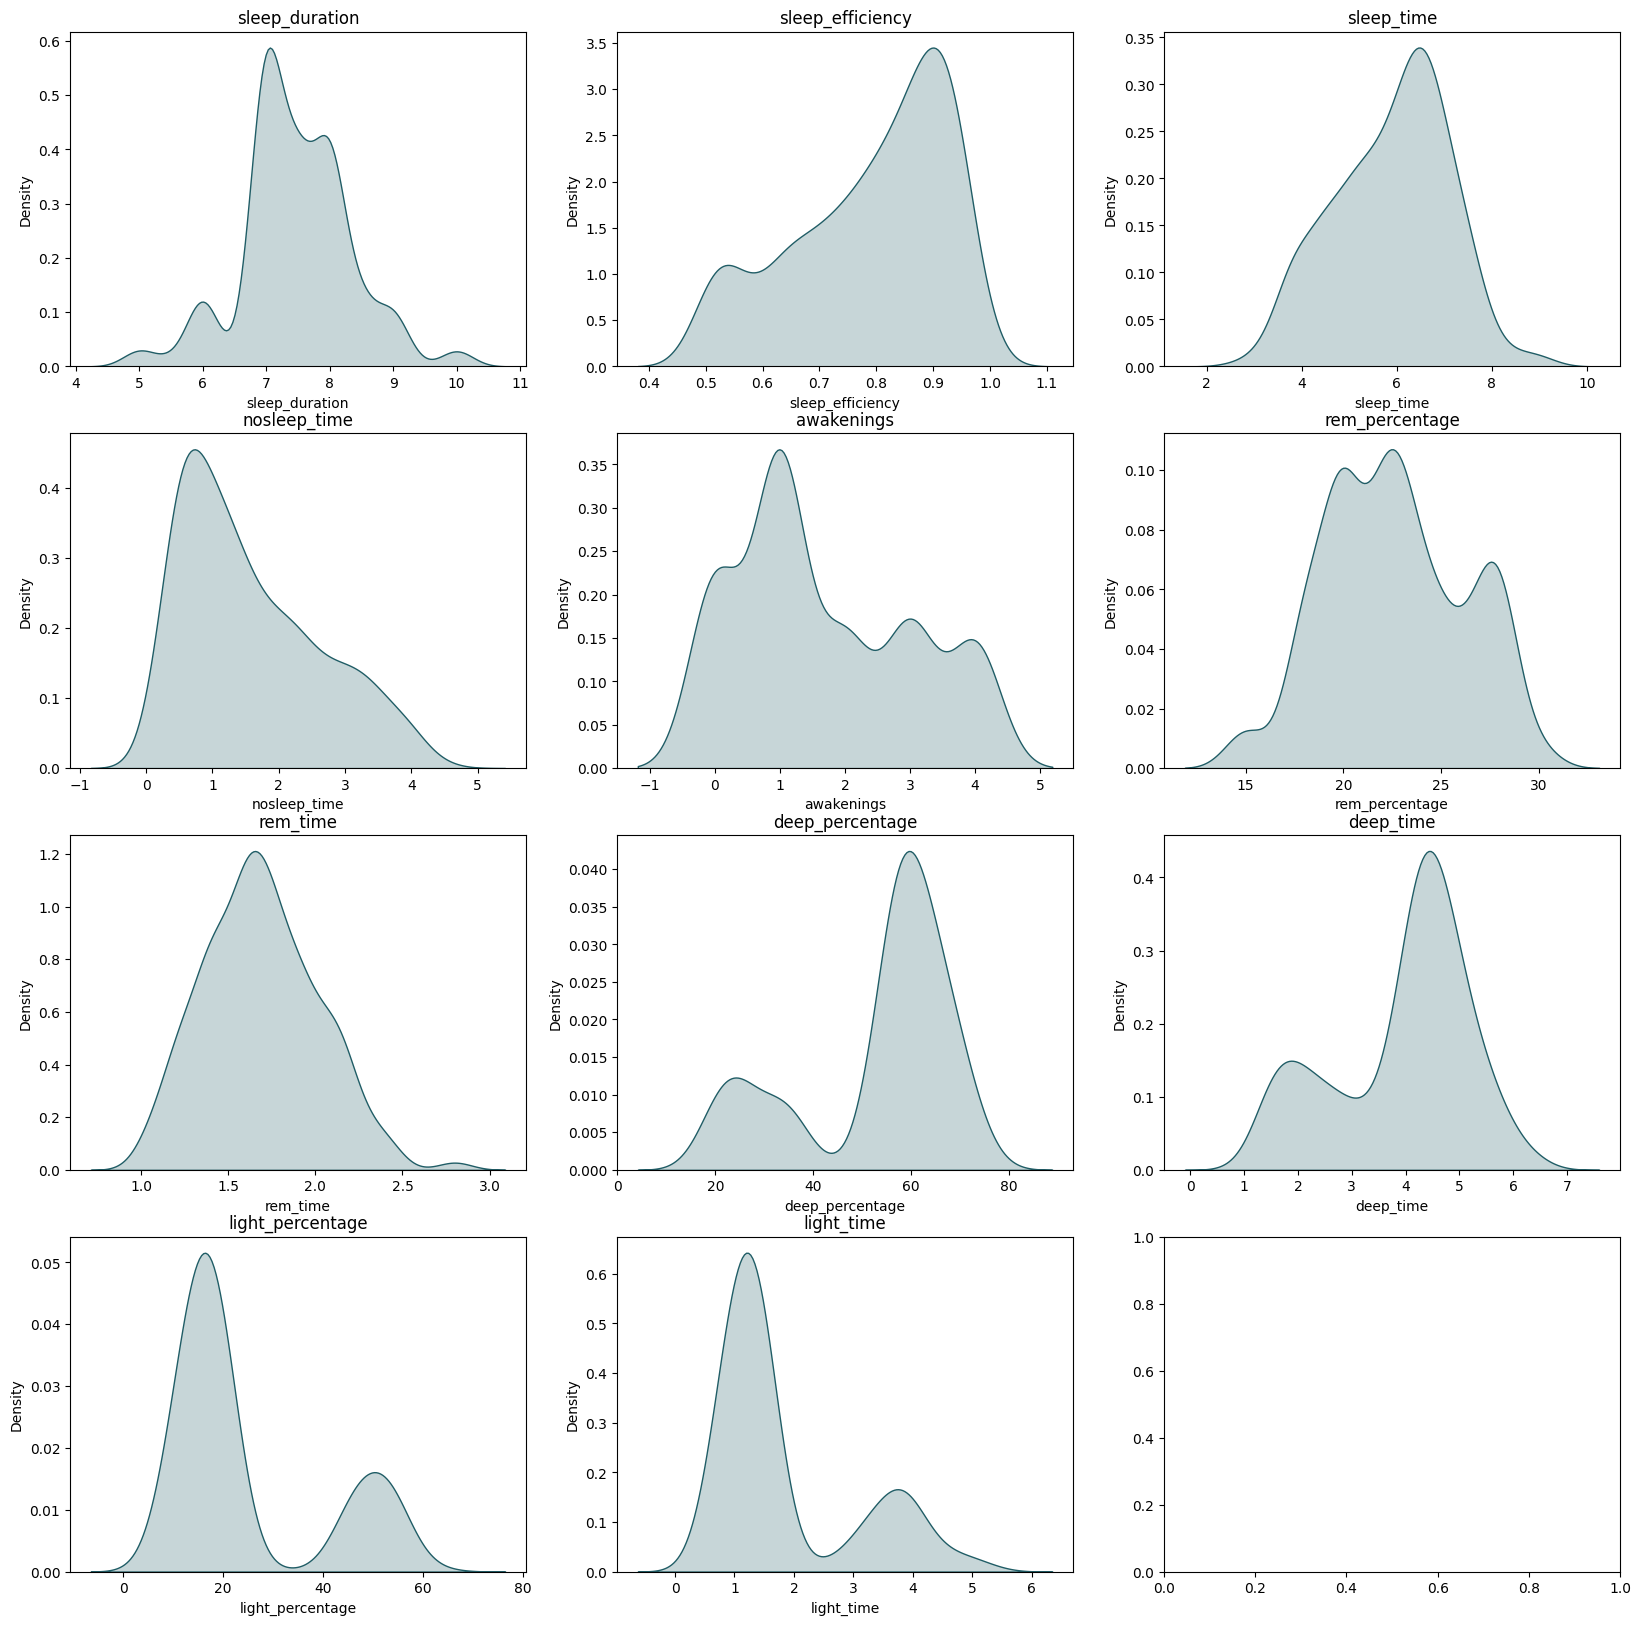 sleep_duration
0.6
0.5
0.4
0.3
0.2
0.1
0.0
Density
4 5 6 7 8 9 10 11
sleep_duration
sleep_efficiency
3.5
3.0
2.5
2.0
1.5
1.0
0.5
0.0
Density
0.4 0.5 0.6 0.7 0.8 0.9 1.0 1.1
sleep_efficiency
sleep_time
0.35
0.30
0.25
0.20
0.15
0.10
0.05
0.00
Density
2 4 6 8 10
sleep_time
nosleep_time
0.4
0.3
0.2
0.1
0.0
Density
−1 0 1 2 3 4 5
nosleep_time
awakenings
0.35
0.30
0.25
0.20
0.15
0.10
0.05
0.00
Density
−1 0 1 2 3 4 5
awakenings
rem_percentage
0.10
0.08
0.06
0.04
0.02
0.00
Density
15 20 25 30
rem_percentage
rem_time
1.2
1.0
0.8
0.6
0.4
0.2
0.0
Density
1.0 1.5 2.0 2.5 3.0
rem_time
deep_percentage
0.040
0.035
0.030
0.025
0.020
0.015
0.010
0.005
0.000
Density
0 20 40 60 80
deep_percentage
deep_time
0.4
0.3
0.2
0.1
0.0
Density
0 1 2 3 4 5 6 7
deep_time
light_percentage
0.05
0.04
0.03
0.02
0.01
0.00
Density
0 20 40 60 80
light_percentage
light_time
0.6
0.5
0.4
0.3
0.2
0.1
0.0
Density
0 1 2 3 4 5 6
light_time
1.0
0.8
0.6
0.4
0.2
0.0
0.0 0.2 0.4 0.6 0.8 1.0